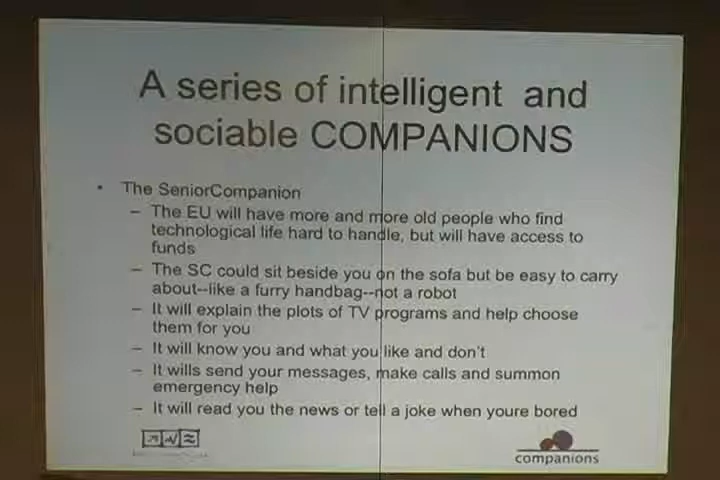 A series of intelligent and
sociable COMPANIONS
• The SeniorCompanion
– The EU will have more and more old people who find
technological life hard to handle, but will have access to
funds
– The SC could sit beside you on the sofa but be easy to carry
about--like a furry handbag--not a robot
– It will explain the plots of TV programs and help choose
them for you
– It will know you and what you like and don't
– It wills send your messages, make calls and summon
emergency help
– It will read you the news or tell a joke when youre bored
companions